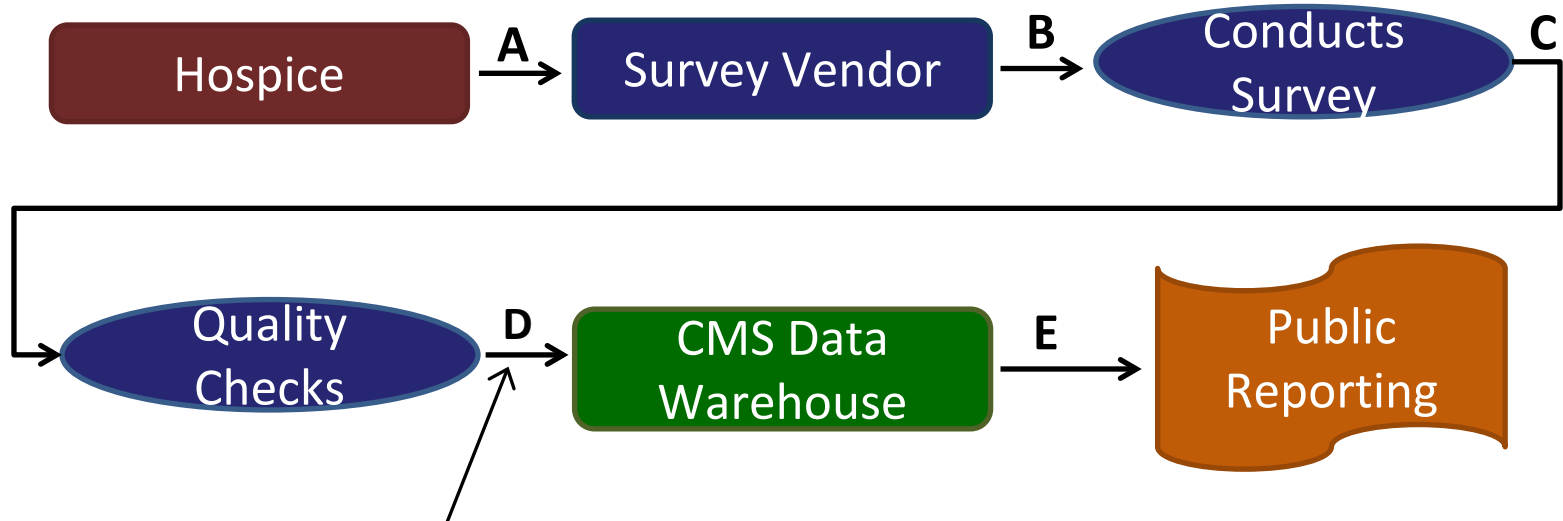 Hospice
A
Survey Vendor
B
Conducts
Survey
C
Quality
Checks
D
CMS Data
Warehouse
E
Public
Reporting